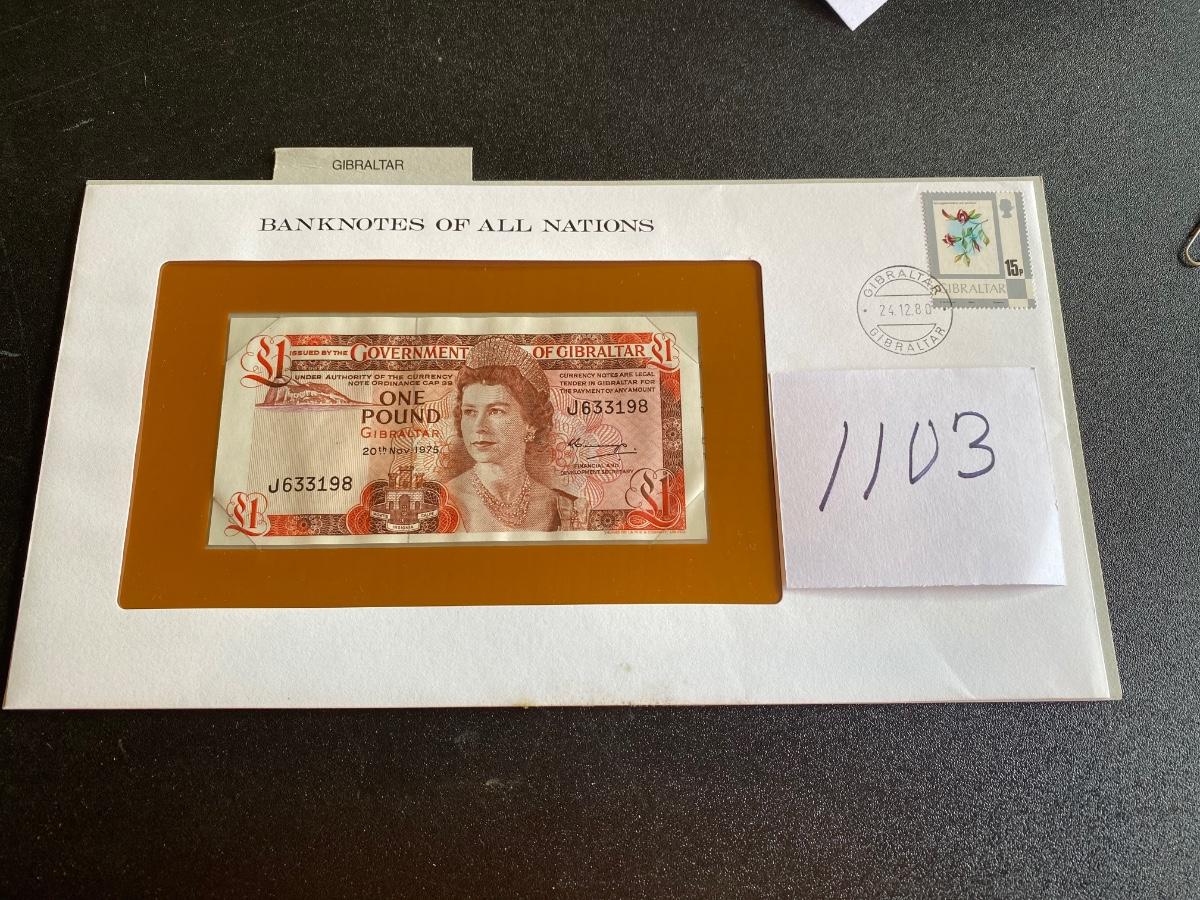 GIBRALTAR
BANKNOTES OF ALL NATIONS
15P
GIBRALTAR
GIBRALTAR
24.12.80
GIBRALTAR
£1
ISSUED BY THE GOVERNMENT OF GIBRALTAR
£1
UNDER AUTHORITY OF THE CURRENCY
NOTE ORDINANCE CAP 39
CURRENCY NOTES ARE LEGAL
TENDER IN GIBRALTAR FOR
THE PAYMENT OF ANY AMOUNT
ONE
POUND
GIBRALTAR
20th Nov. 1975
J633198
FINANCIAL AND
DEVELOPMENT SECRETARY
J633198
£1
£1
1103